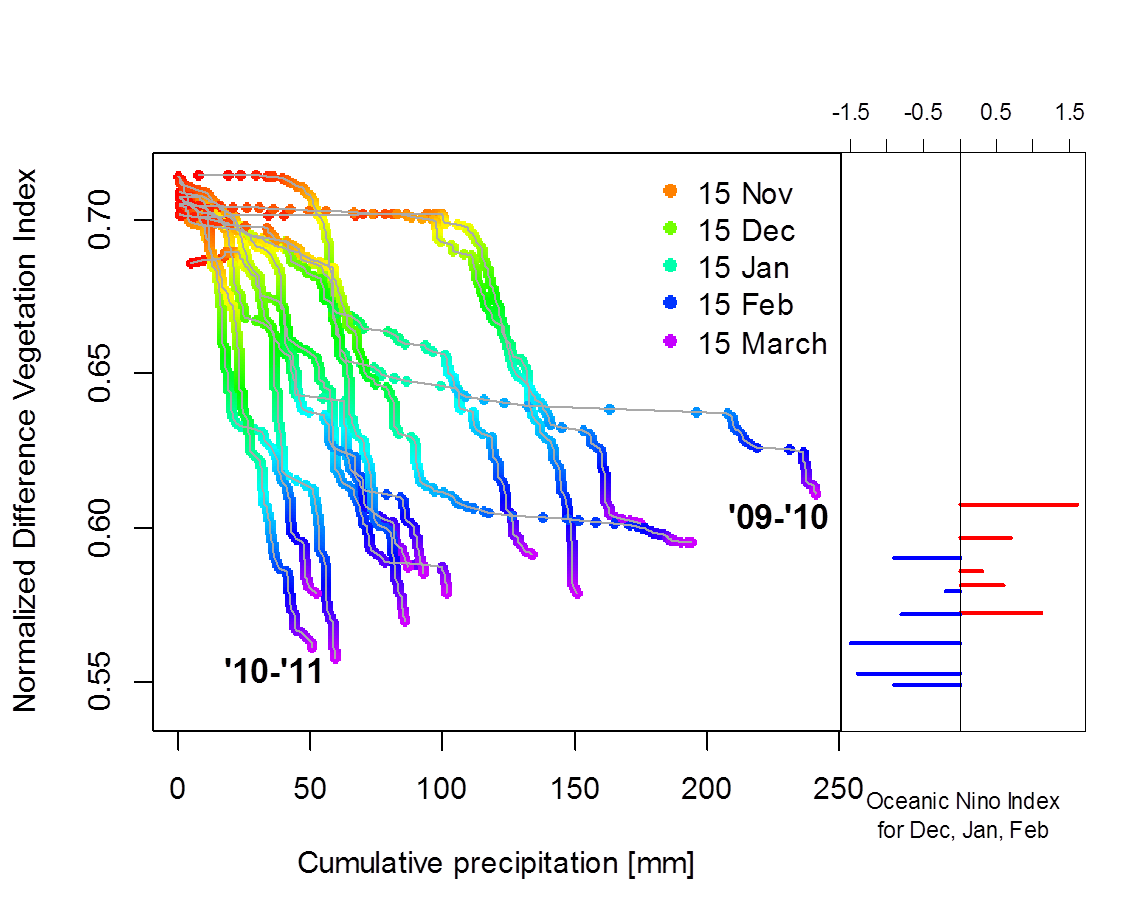 -1.5 -0.5 0.5 1.5
Normalized Difference Vegetation Index
0.70
0.65
0.60
0.55
15 Nov
15 Dec
15 Jan
15 Feb
15 March
'09-'10
'10-'11
0 50 100 150 200 250
Cumulative precipitation [mm]
Oceanic Nino Index
for Dec, Jan, Feb